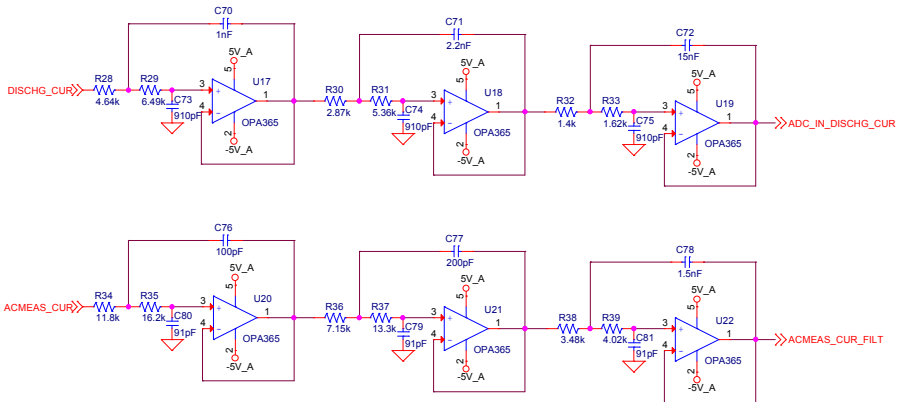 C70
1nF
5V_A
5
DISCHG_CUR
R28
4.64k
R29
6.49k
C73
910pF
3
4
+
−
U17
1
OPA365
2
-5V_A
C71
2.2nF
5V_A
5
R30
2.87k
R31
5.36k
C74
910pF
3
4
+
−
U18
1
OPA365
2
-5V_A
C72
15nF
5V_A
5
R32
1.4k
R33
1.62k
C75
910pF
3
4
+
−
U19
1
OPA365
2
-5V_A
ADC_IN_DISCHG_CUR
C76
100pF
5V_A
5
ACMEAS_CUR
R34
11.8k
R35
16.2k
C80
91pF
3
4
+
−
U20
1
OPA365
2
-5V_A
C77
200pF
5V_A
5
R36
7.15k
R37
13.3k
C79
91pF
3
4
+
−
U21
1
OPA365
2
-5V_A
C78
1.5nF
5V_A
5
R38
3.48k
R39
4.02k
C81
91pF
3
4
+
−
U22
1
OPA365
2
-5V_A
ACMEAS_CUR_FILT